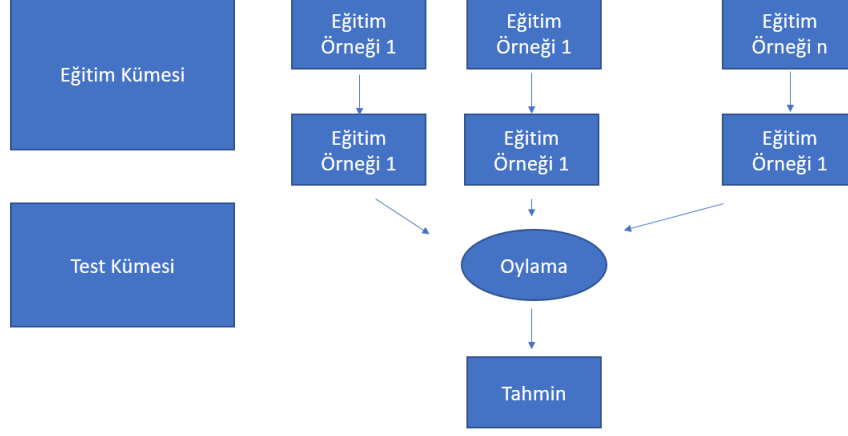 Eğitim Kümesi
Eğitim
Örneği 1
Eğitim
Örneği 1
Eğitim
Örneği n
Eğitim
Örneği 1
Eğitim
Örneği 1
Eğitim
Örneği 1
Test Kümesi
Oylama
Tahmin